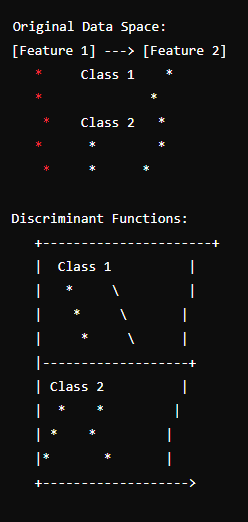 Original Data Space:
[Feature 1] ---> [Feature 2]
   *     Class 1    *
   *              *
    *    Class 2   *
   *      *        *
    *     *      *

Discriminant Functions:
   +----------------------+
   |  Class 1          |
   |   *     \         |
   |    *     \       |
   |     *     \      |
   |-------------------+
   | Class 2          |
   |  *    *         |
   | *    *         |
   |*       *       |
   +------------------->